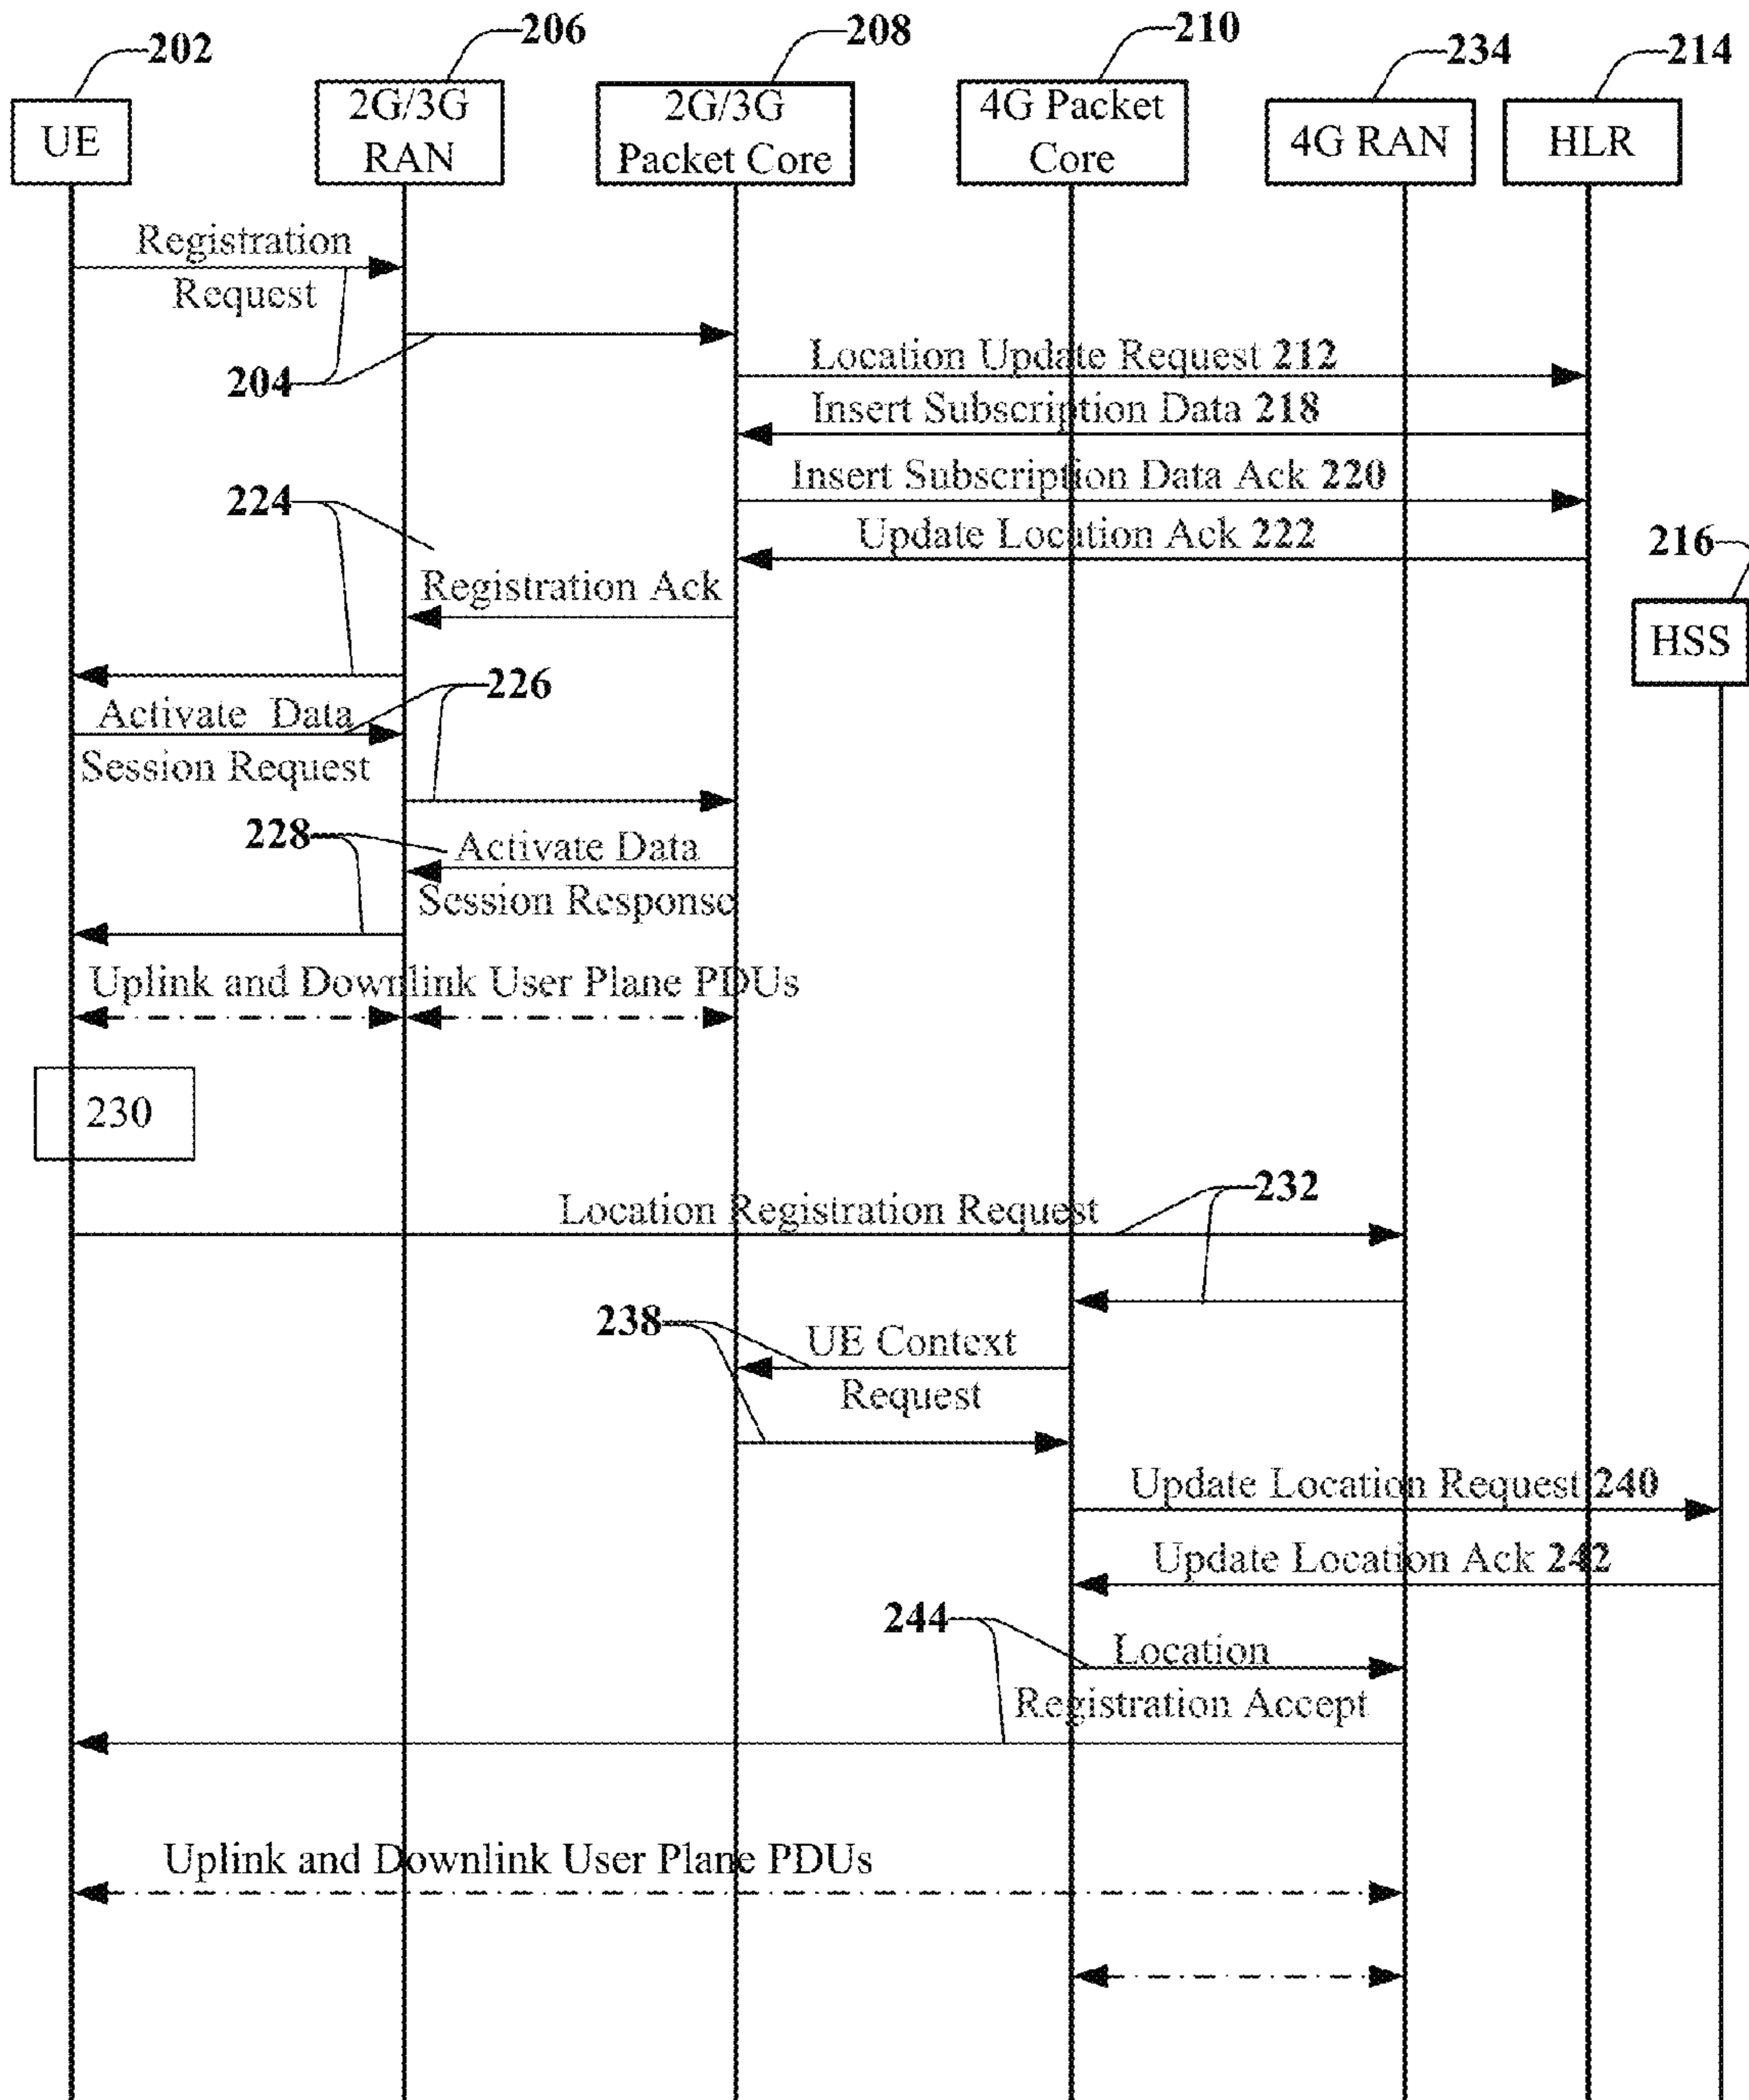 202
206
208
210
234
214
UE
2G/3G
RAN
2G/3G
Packet Core
4G Packet
Core
4G RAN
HLR
Registration
Request
204
Location Update Request 212
Insert Subscription Data 218
Insert Subscription Data Ack 220
224
Update Location Ack 222
216
Registration Ack
HSS
226
Activate Data
Session Request
228
Activate Data
Session Response
Uplink and Downlink User Plane PDUs
230
232
Location Registration Request
238
UE Context
Request
Update Location Request 240
Update Location Ack 242
244
Location
Registration Accept
Uplink and Downlink User Plane PDUs